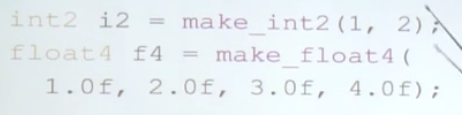 int2 i2 = make_int2(1, 2);
float4 f4 = make_float4(
1.0f, 2.0f, 3.0f, 4.0f);